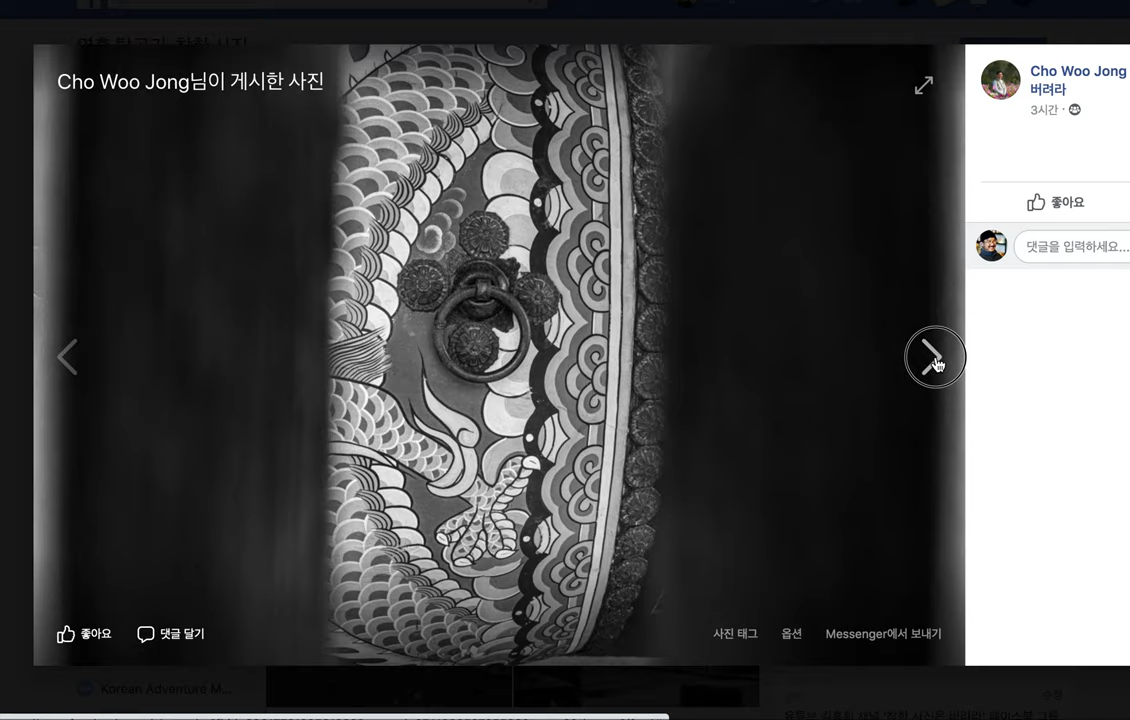 Cho Woo Jong님이 게시한 사진
Cho Woo Jong
버려라
3시간 ·
좋아요
댓글을 입력하세요...
좋아요
댓글 달기
사진 태그
옵션
Messenger에서 보내기
Korean Adventure M...
수정